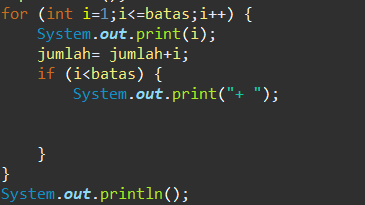 for (int i=1;i<=batas;i++) {
System.out.print(i);
jumlah= jumlah+i;
if (i<batas) {
System.out.print("+ ");
}
}
System.out.println();